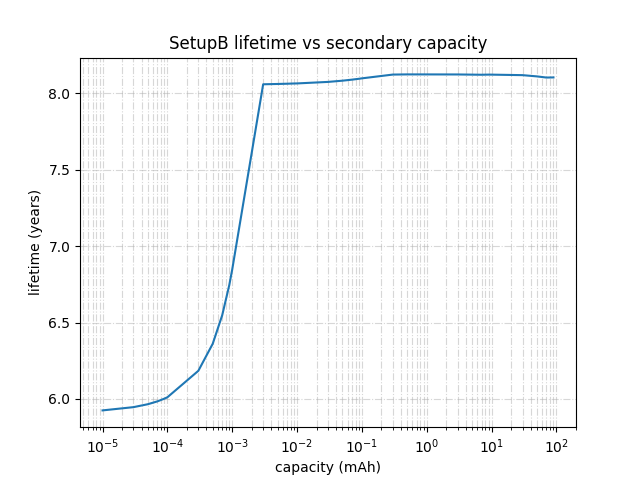 SetupB lifetime vs secondary capacity
lifetime (years)
8.0
7.5
7.0
6.5
6.0
10⁻⁵ 10⁻⁴ 10⁻³ 10⁻² 10⁻¹ 10⁰ 10¹ 10²
capacity (mAh)